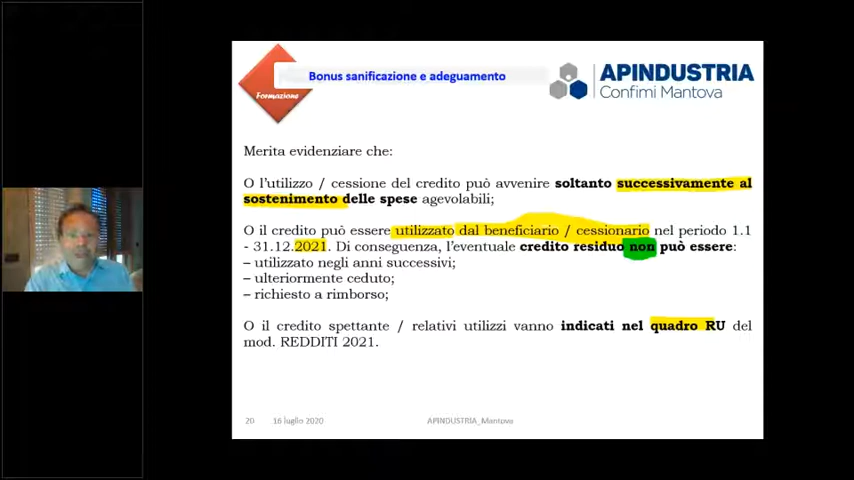 Bonus sanificazione e adeguamento
Formazione
APINDUSTRIA
Confimi Mantova
Merita evidenziare che:
O l'utilizzo / cessione del credito può avvenire soltanto successivamente al
sostenimento delle spese agevolabili;
O il credito può essere utilizzato dal beneficiario / cessionario nel periodo 1.1
- 31.12.2021. Di conseguenza, l'eventuale credito residuo non può essere:
– utilizzato negli anni successivi;
– ulteriormente ceduto;
– richiesto a rimborso;
O il credito spettante / relativi utilizzi vanno indicati nel quadro RU del
mod. REDDITI 2021.
20 16 luglio 2020 APINDUSTRIA_Mantova